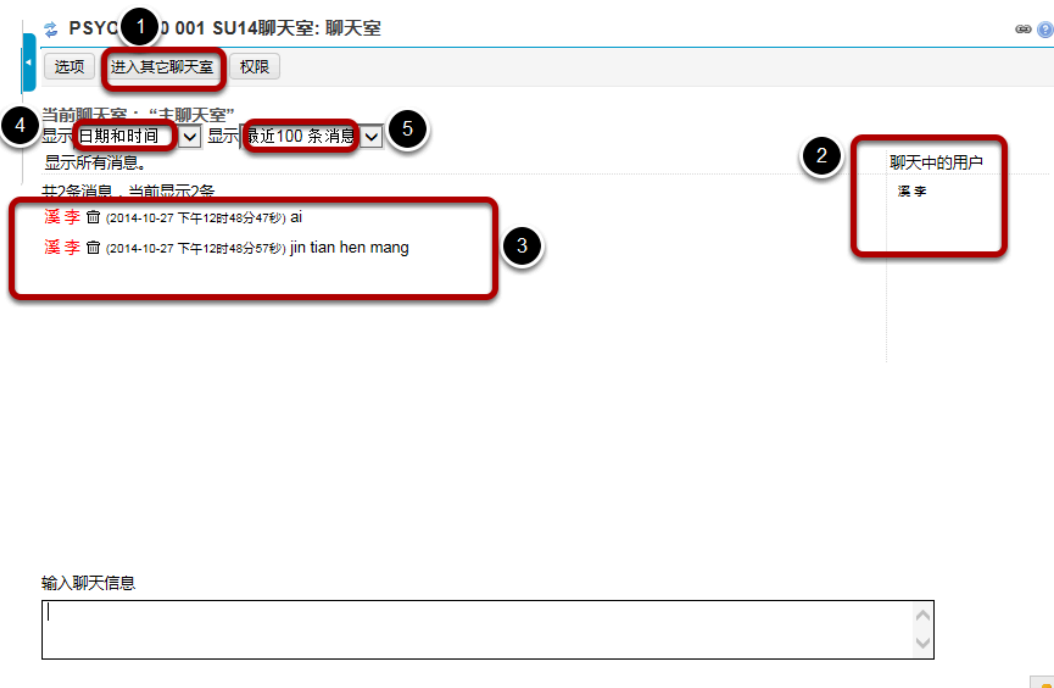 PSYC 0 001 SU14聊天室: 聊天室
1
选项 进入其它聊天室 权限
当前聊天室： “主聊天室”
4 显示 日期和时间 显示 最近100 条消息 5
显示所有消息。
2
聊天中的用户
溪 李
共2条消息，当前显示2条
溪 李 (2014-10-27 下午12时48分47秒) ai
溪 李 (2014-10-27 下午12时48分57秒) jin tian hen mang
3
输入聊天信息